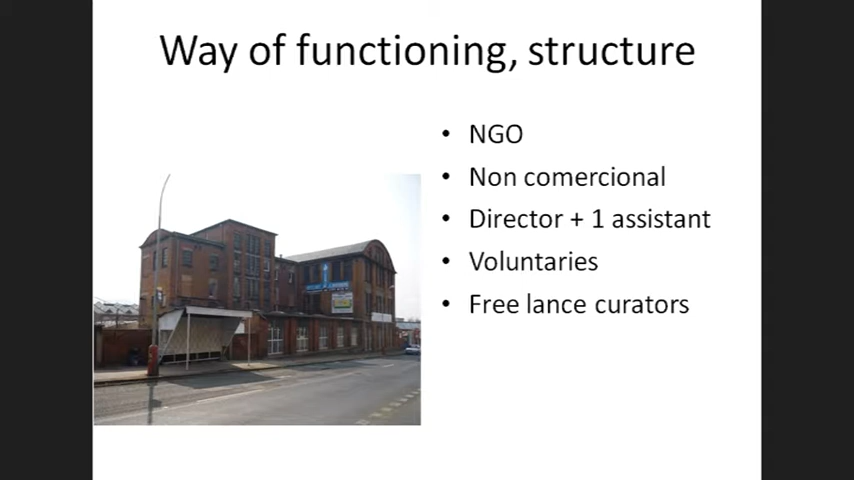 Way of functioning, structure
• NGO
• Non comercional
• Director + 1 assistant
• Voluntaries
• Free lance curators